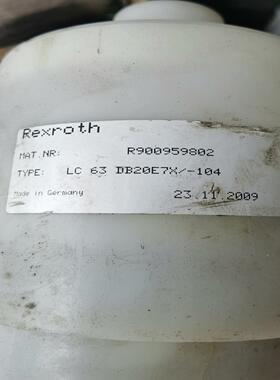 Rexroth
MAT.NR: R900959802
TYPE: LC 63 DB20E7X/-104
Made in Germany 23.11.2009